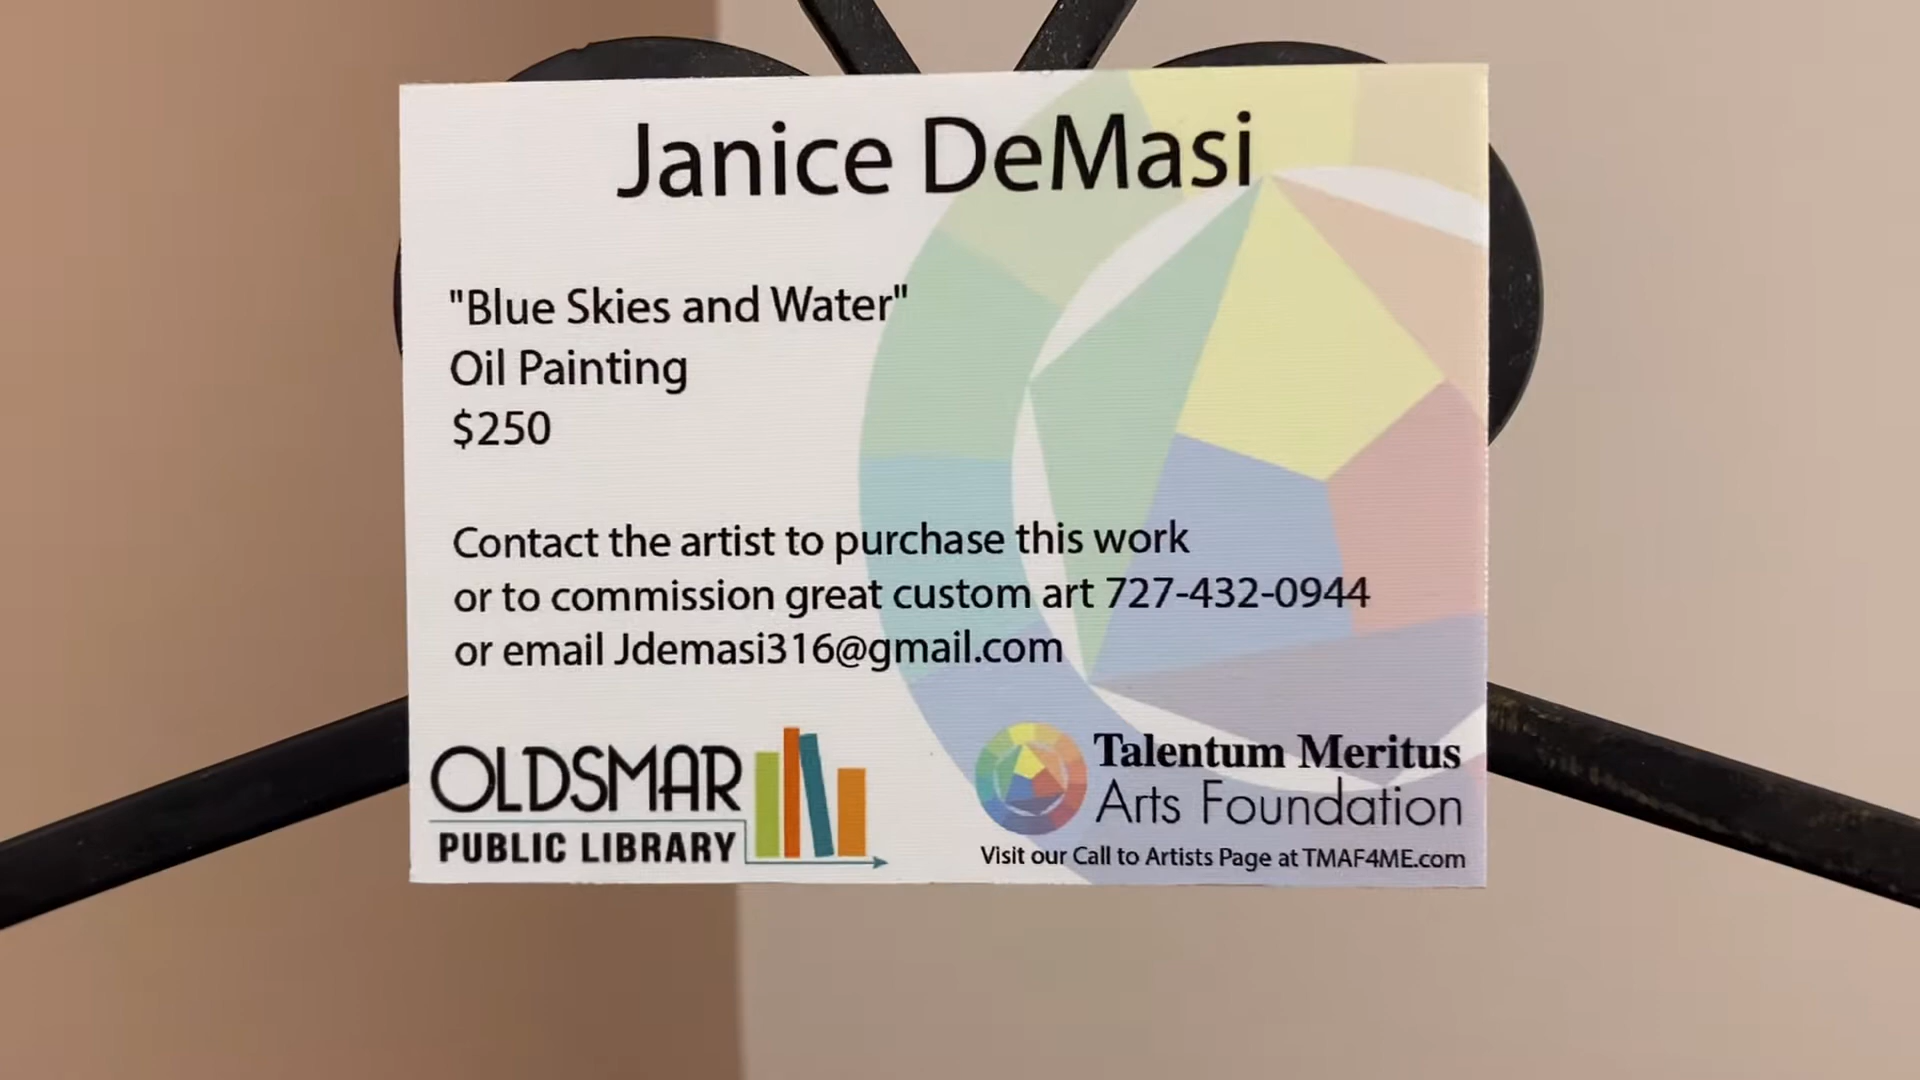 Janice DeMasi
"Blue Skies and Water"
Oil Painting
$250
Contact the artist to purchase this work
or to commission great custom art 727-432-0944
or email Jdemasi316@gmail.com
OLDSMAR
PUBLIC LIBRARY
Talentum Meritus
Arts Foundation
Visit our Call to Artists Page at TMAF4ME.com